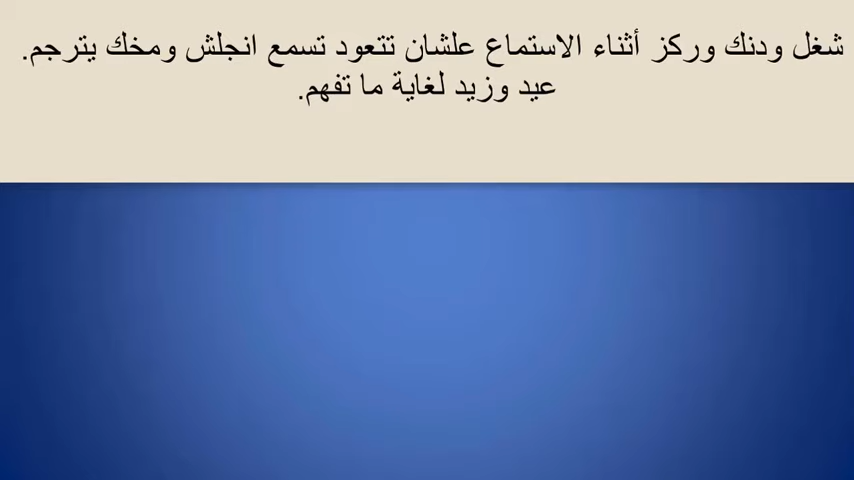 شغل ودنك وركز أثناء الاستماع علشان تتعود تسمع انجلش ومخك يترجم.
عيد وزيد لغاية ما تفهم.